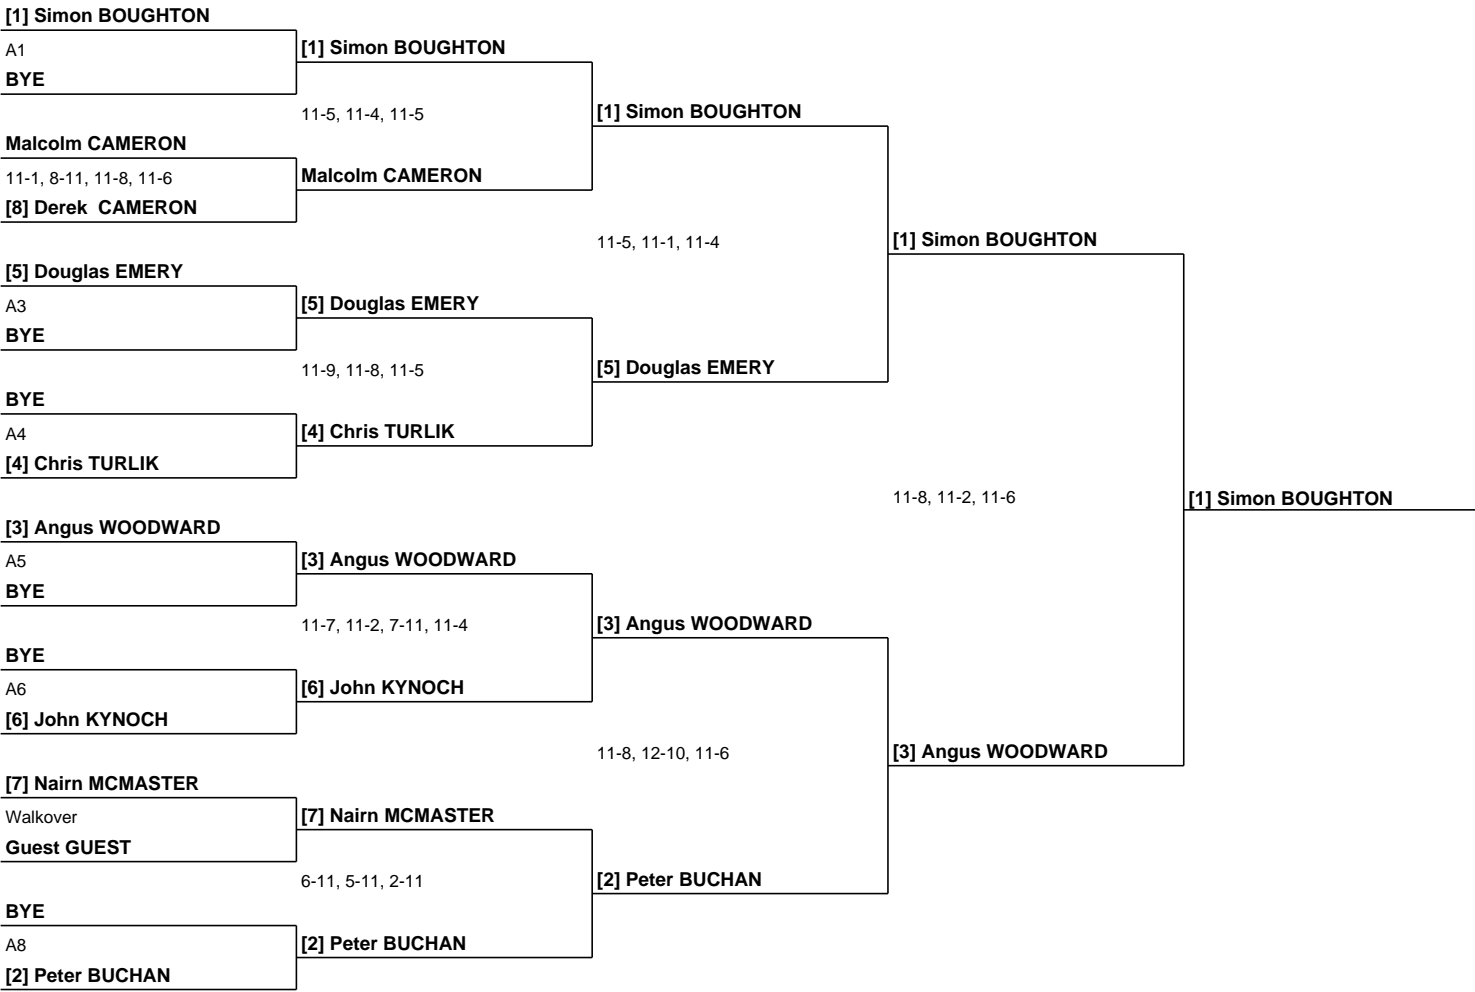 [1] Simon BOUGHTON
A1
BYE
Malcolm CAMERON
11-1, 8-11, 11-8, 11-6
[8] Derek  CAMERON
[5] Douglas EMERY
A3
BYE
BYE
A4
[4] Chris TURLIK
[3] Angus WOODWARD
A5
BYE
BYE
A6
[6] John KYNOCH
[7] Nairn MCMASTER
Walkover
Guest GUEST
BYE
A8
[2] Peter BUCHAN
[1] Simon BOUGHTON
11-5, 11-4, 11-5
Malcolm CAMERON
[5] Douglas EMERY
11-9, 11-8, 11-5
[4] Chris TURLIK
[3] Angus WOODWARD
11-7, 11-2, 7-11, 11-4
[6] John KYNOCH
[7] Nairn MCMASTER
6-11, 5-11, 2-11
[2] Peter BUCHAN
[1] Simon BOUGHTON
11-5, 11-1, 11-4
[5] Douglas EMERY
[3] Angus WOODWARD
11-8, 12-10, 11-6
[2] Peter BUCHAN
[1] Simon BOUGHTON
11-8, 11-2, 11-6
[3] Angus WOODWARD
[1] Simon BOUGHTON